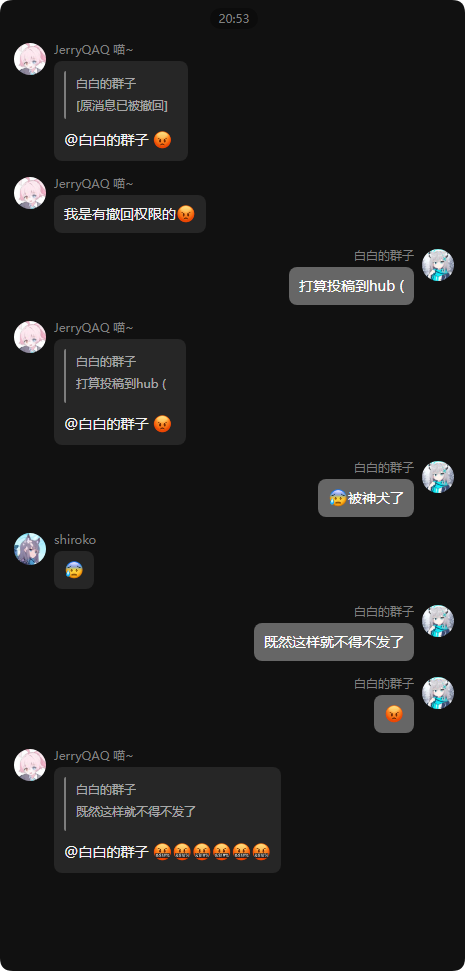 20:53
JerryQAQ 喵~
白白的群子
[原消息已被撤回]
@白白的群子 😡
JerryQAQ 喵~
我是有撤回权限的😡
白白的群子
打算投稿到hub (
JerryQAQ 喵~
白白的群子
打算投稿到hub (
@白白的群子 😡
白白的群子
😰被神犬了
shiroko
😰
白白的群子
既然这样就不得不发了
白白的群子
😡
JerryQAQ 喵~
白白的群子
既然这样就不得不发了
@白白的群子 🤬🤬🤬🤬🤬🤬